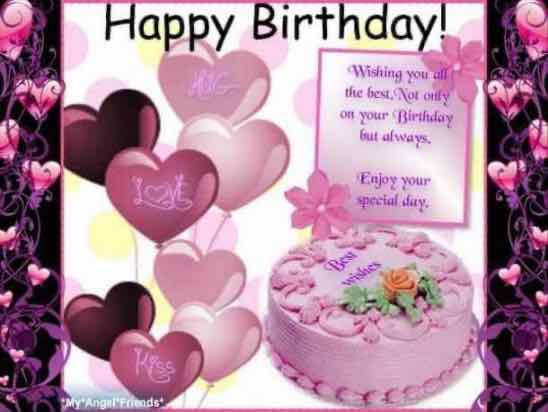 Happy Birthday!
HUG
Wishing you all
the best. Not only
on your Birthday
but always.
Enjoy your
special day.
LOVE
Best
wishes
Kiss
*My*Angel*Friends*